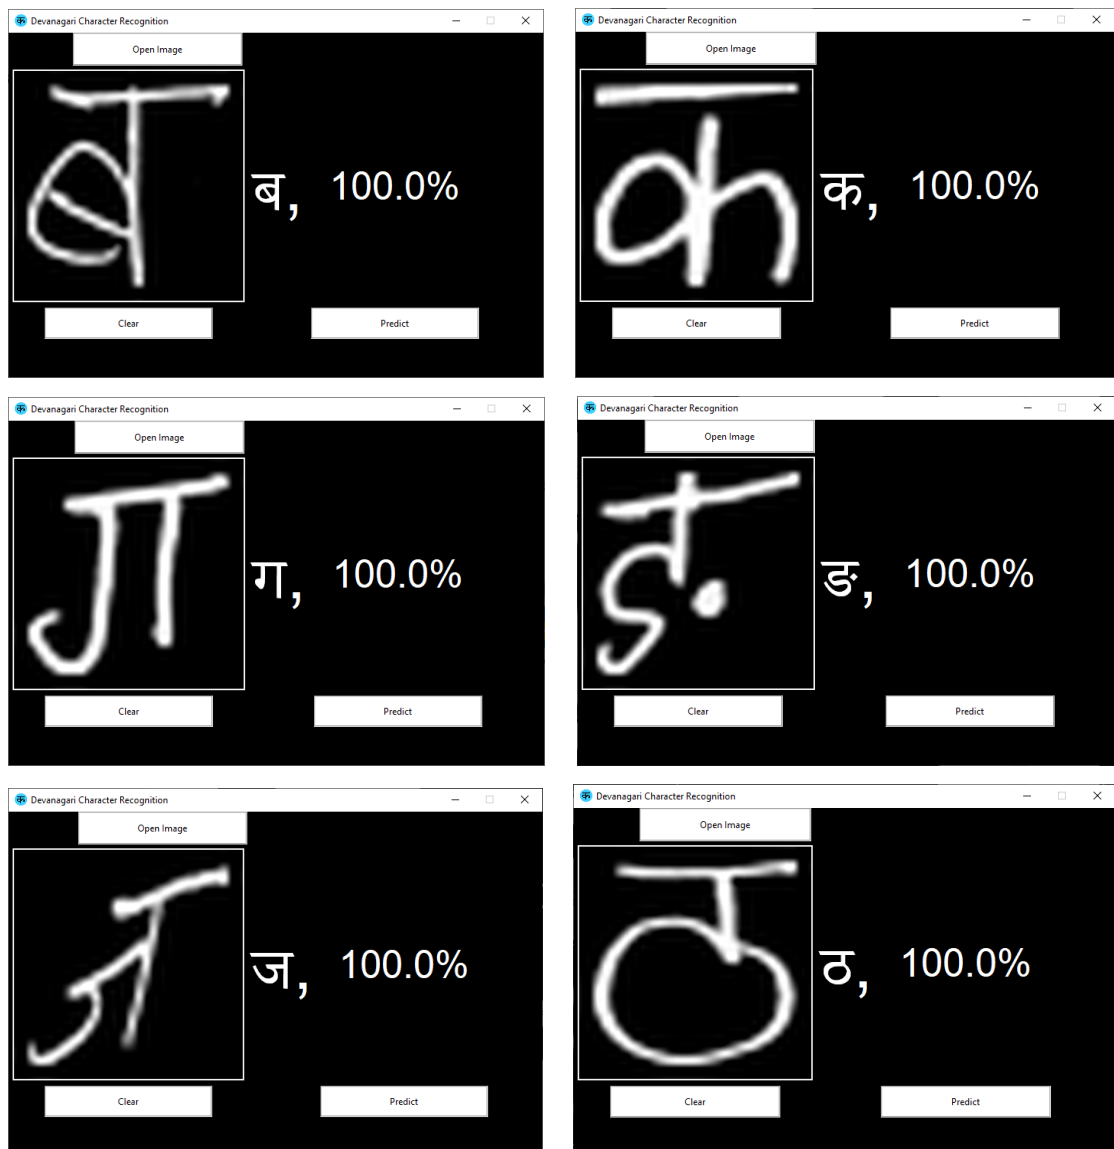 Devanagari Character Recognition
Open Image
ब
ब, 100.0%
Clear Predict
Devanagari Character Recognition
Open Image
क
क, 100.0%
Clear Predict
Devanagari Character Recognition
Open Image
ग
ग, 100.0%
Clear Predict
Devanagari Character Recognition
Open Image
ङ
ङ, 100.0%
Clear Predict
Devanagari Character Recognition
Open Image
ज
ज, 100.0%
Clear Predict
Devanagari Character Recognition
Open Image
ठ
ठ, 100.0%
Clear Predict